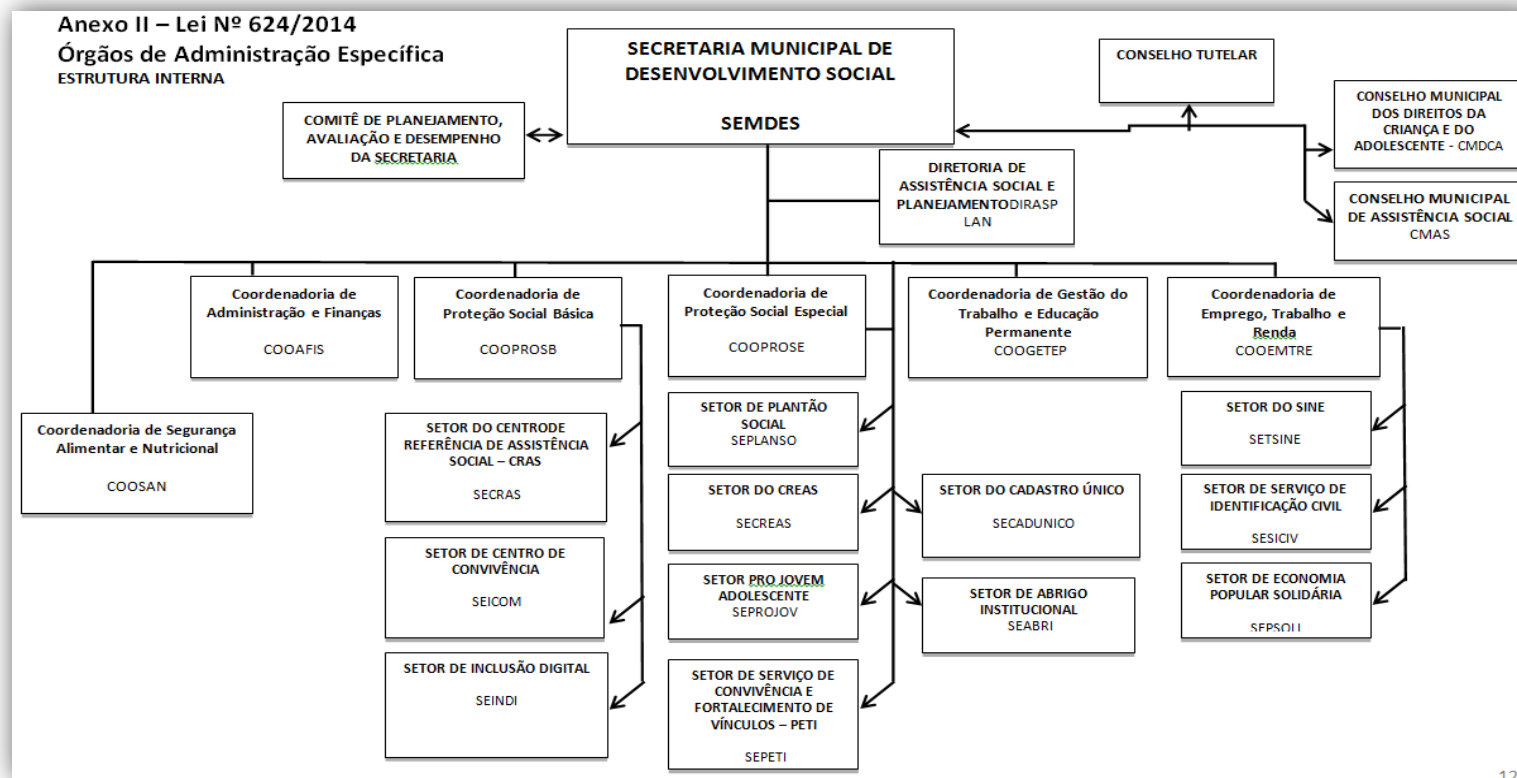 Anexo II – Lei Nº 624/2014
Órgãos de Administração Específica
ESTRUTURA INTERNA
SECRETARIA MUNICIPAL DE
DESENVOLVIMENTO SOCIAL
SEMDES
CONSELHO TUTELAR
COMITÊ DE PLANEJAMENTO,
AVALIAÇÃO E DESEMPENHO
DA SECRETARIA
CONSELHO MUNICIPAL
DOS DIREITOS DA
CRIANÇA E DO
ADOLESCENTE - CMDCA
DIRETORIA DE
ASSISTÊNCIA SOCIAL E
PLANEJAMENTODIRASP
LAN
CONSELHO MUNICIPAL
DE ASSISTÊNCIA SOCIAL
CMAS
Coordenadoria de
Administração e Finanças
COOAFIS
Coordenadoria de
Proteção Social Básica
COOPROSB
Coordenadoria de
Proteção Social Especial
COOPROSE
Coordenadoria de Gestão do
Trabalho e Educação
Permanente
COOGETEP
Coordenadoria de
Emprego, Trabalho e
Renda
COOEMTRE
Coordenadoria de Segurança
Alimentar e Nutricional
COOSAN
SETOR DO CENTRODE
REFERÊNCIA DE ASSISTÊNCIA
SOCIAL – CRAS
SECRAS
SETOR DE CENTRO DE
CONVIVÊNCIA
SEICOM
SETOR DE INCLUSÃO DIGITAL
SEINDI
SETOR DE PLANTÃO
SOCIAL
SEPLANSO
SETOR DO CREAS
SECREAS
SETOR PRO JOVEM
ADOLESCENTE
SEPROJOV
SETOR DE SERVIÇO DE
CONVIVÊNCIA E
FORTALECIMENTO DE
VÍNCULOS – PETI
SEPETI
SETOR DO CADASTRO ÚNICO
SECADUNICO
SETOR DE ABRIGO
INSTITUCIONAL
SEABRI
SETOR DO SINE
SETSINE
SETOR DE SERVIÇO DE
IDENTIFICAÇÃO CIVIL
SESICIV
SETOR DE ECONOMIA
POPULAR SOLIDÁRIA
12